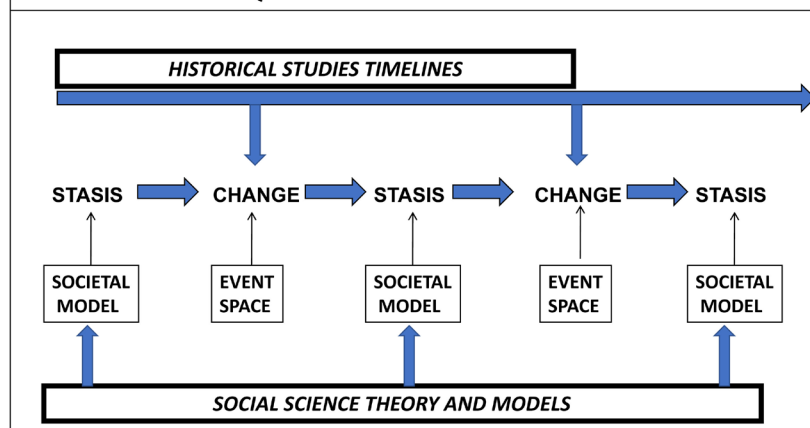 HISTORICAL STUDIES TIMELINES
STASIS CHANGE STASIS CHANGE STASIS
SOCIETAL EVENT SOCIETAL EVENT SOCIETAL
MODEL SPACE MODEL SPACE MODEL
SOCIAL SCIENCE THEORY AND MODELS